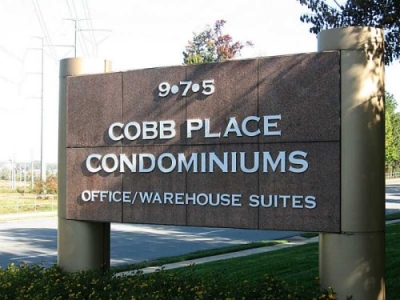 9•7•5
COBB PLACE
CONDOMINIUMS
OFFICE/WAREHOUSE SUITES